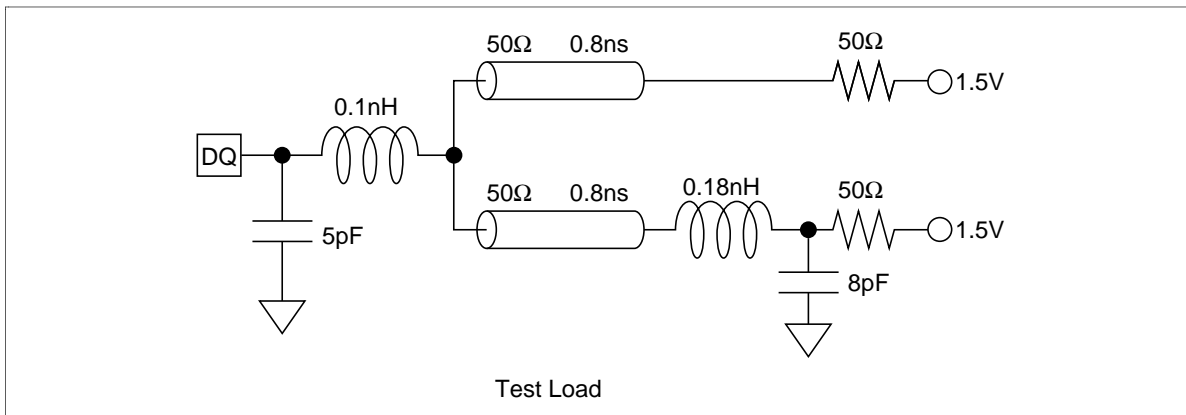 50Ω 0.8ns 50Ω
1.5V
0.1nH
DQ
50Ω 0.8ns 0.18nH 50Ω
1.5V
5pF
8pF
Test Load